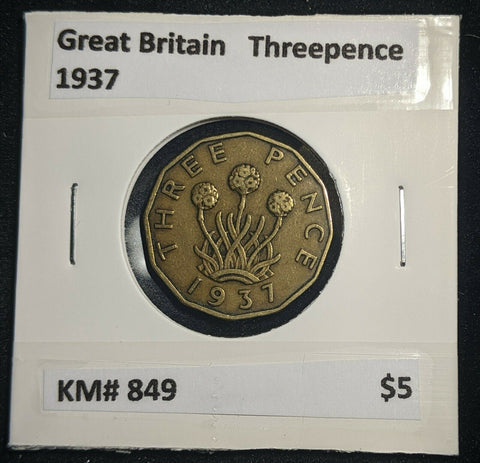 Great Britain Threepence
1937
THREE PENCE
1937
KM# 849 $5